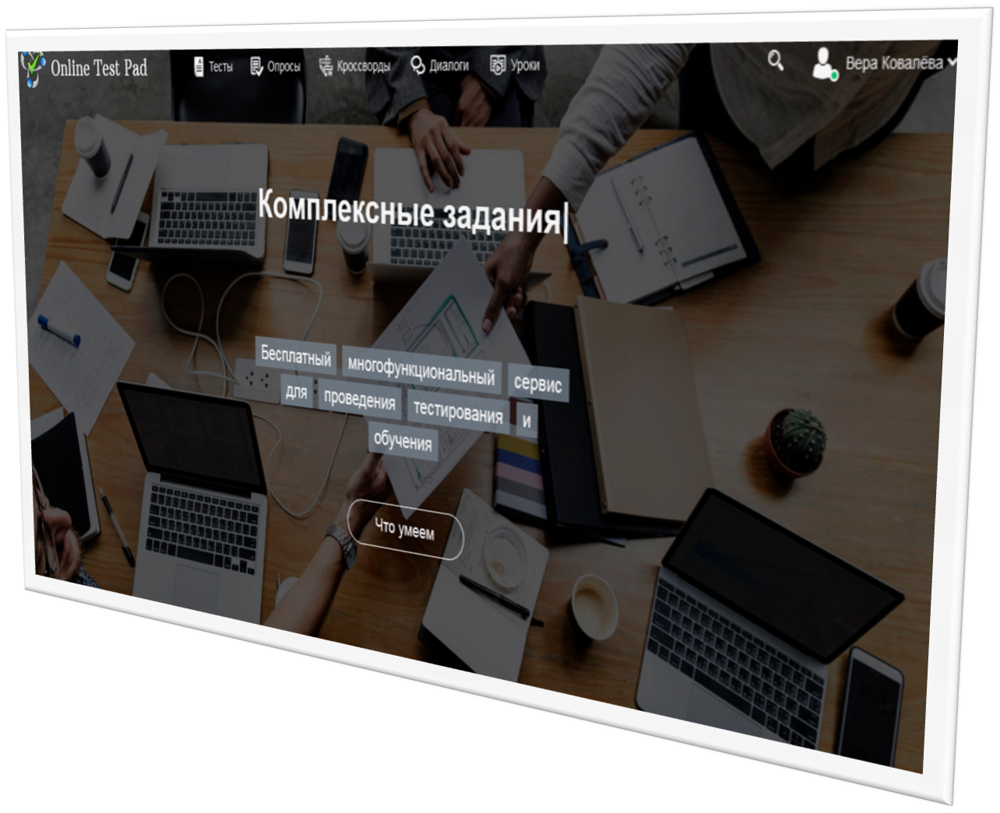 Online Test Pad Тесты Опросы Кроссворды Диалоги Уроки Вера Ковалёва
Комплексные задания|
Бесплатный многофункциональный сервис
для проведения тестирования и
обучения
Что умеем